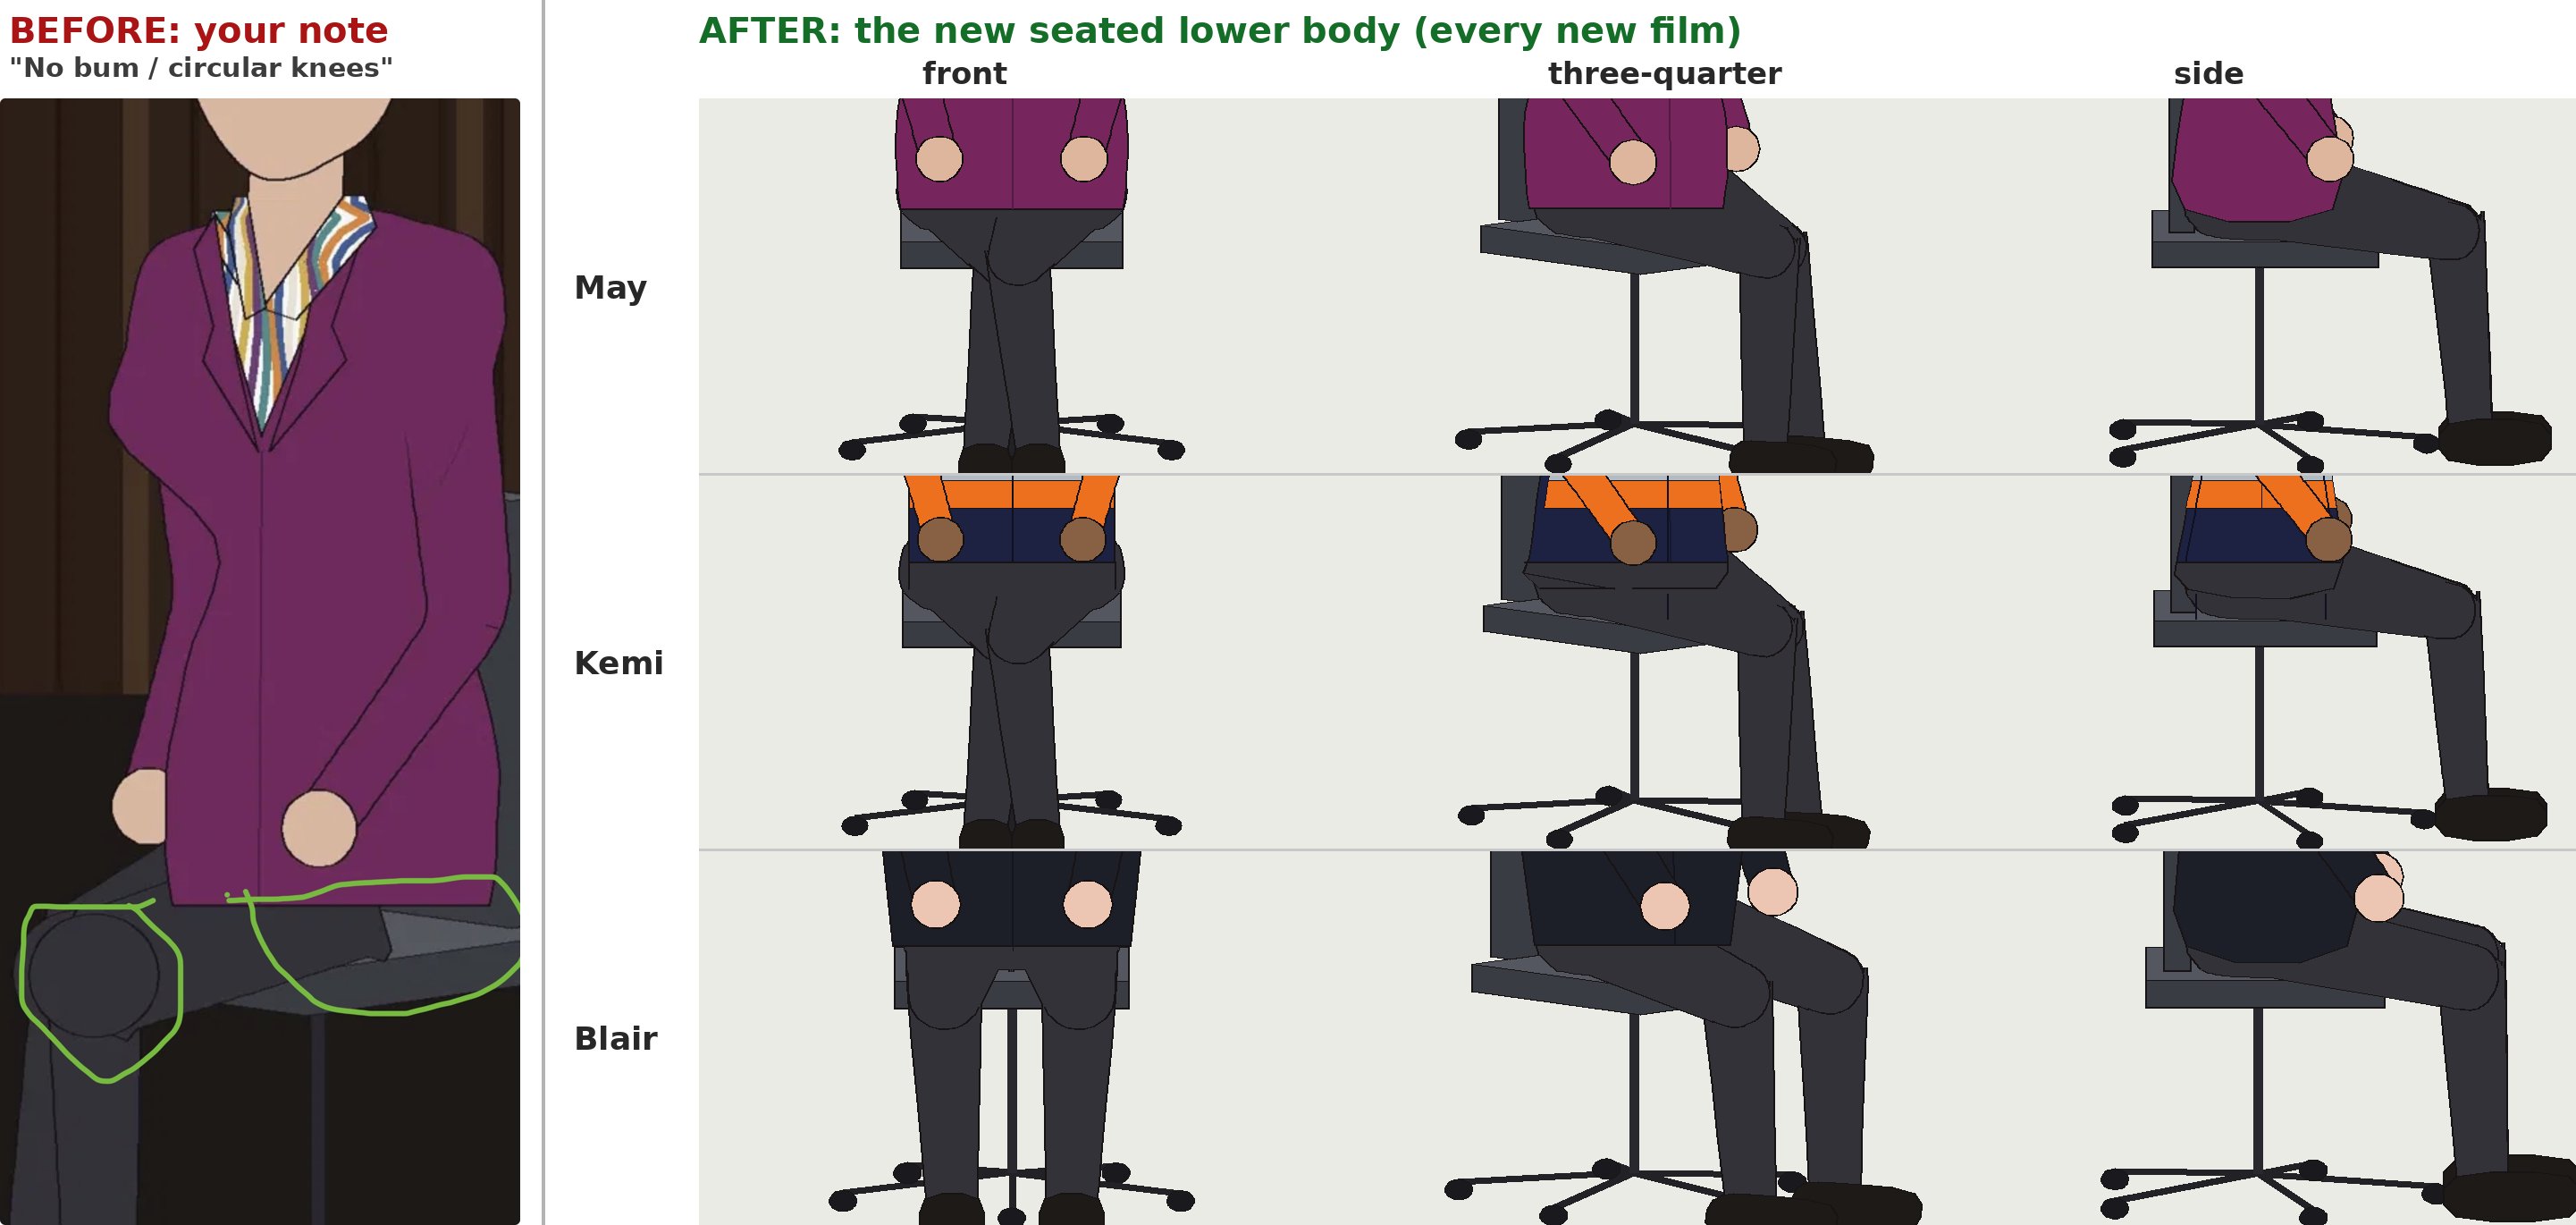 BEFORE: your note
"No bum / circular knees"
AFTER: the new seated lower body (every new film)
front three-quarter side
May
Kemi
Blair